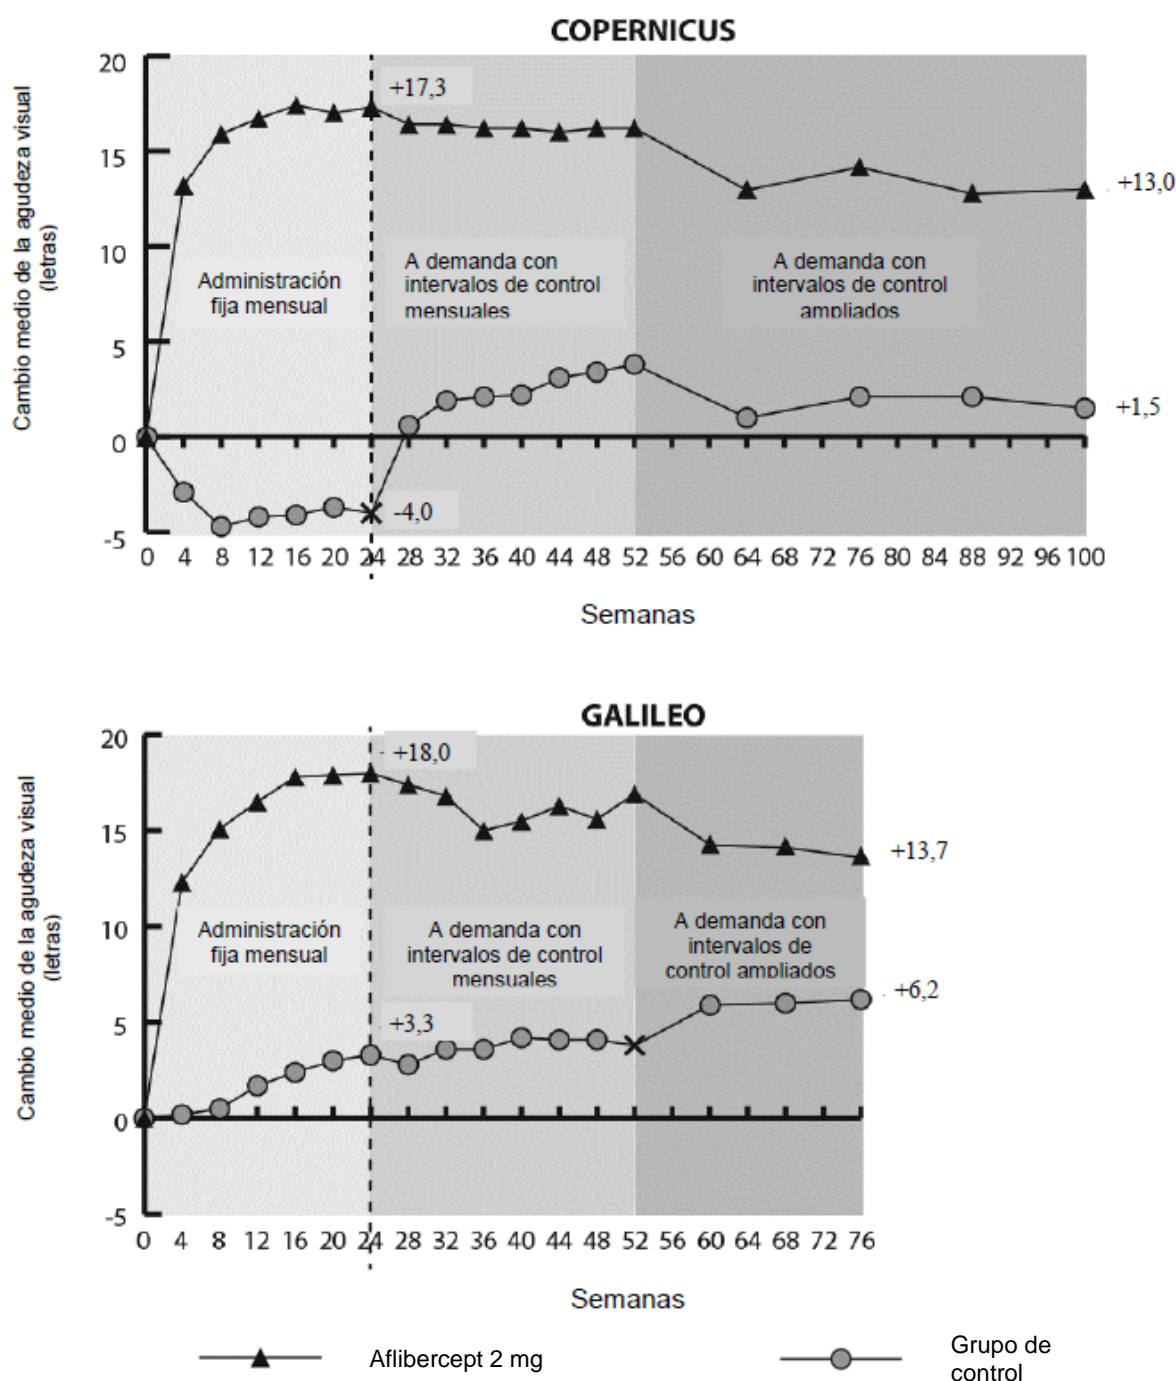 COPERNICUS
Cambio medio de la agudeza visual
(letras)
20
15
10
5
0
-5
+17,3
+13,0
Administración
fija mensual
A demanda con
intervalos de control
mensuales
A demanda con
intervalos de control
ampliados
+1,5
-4,0
0 4 8 12 16 20 24 28 32 36 40 44 48 52 56 60 64 68 72 76 80 84 88 92 96 100
Semanas
GALILEO
Cambio medio de la agudeza visual
(letras)
20
15
10
5
0
-5
+18,0
+13,7
Administración
fija mensual
A demanda con
intervalos de control
mensuales
A demanda con
intervalos de
control ampliados
+6,2
+3,3
0 4 8 12 16 20 24 28 32 36 40 44 48 52 56 60 64 68 72 76
Semanas
Aflibercept 2 mg
Grupo de
control